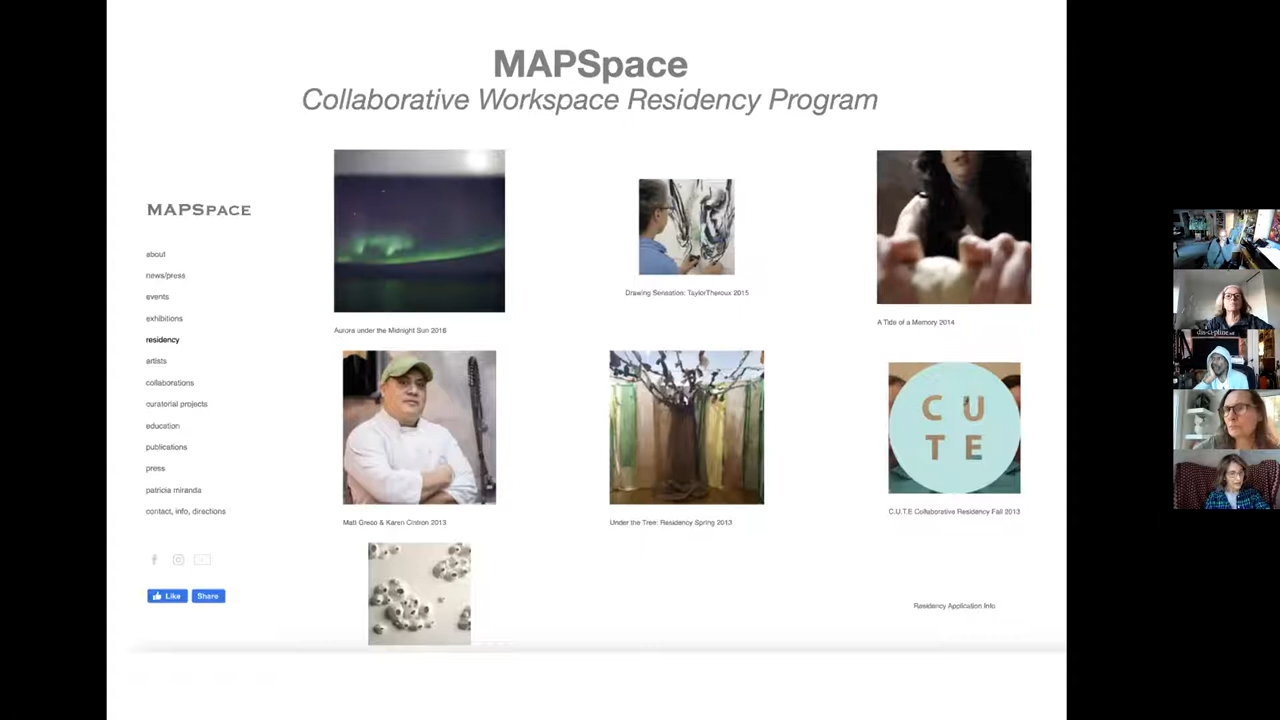 MAPSpace
Collaborative Workspace Residency Program
MAPSPACE
about
news/press
events
exhibitions
residency
artists
collaborations
curatorial projects
education
publications
press
patricia miranda
contact, info, directions
Like
Share
Aurora under the Midnight Sun 2016
Drawing Sensation: TaylorTheroux 2015
A Tide of a Memory 2014
Matt Greco & Karen Cintron 2013
Under the Tree: Residency Spring 2013
C U
T E
C.U.T.E Collaborative Residency Fall 2013
Residency Application Info